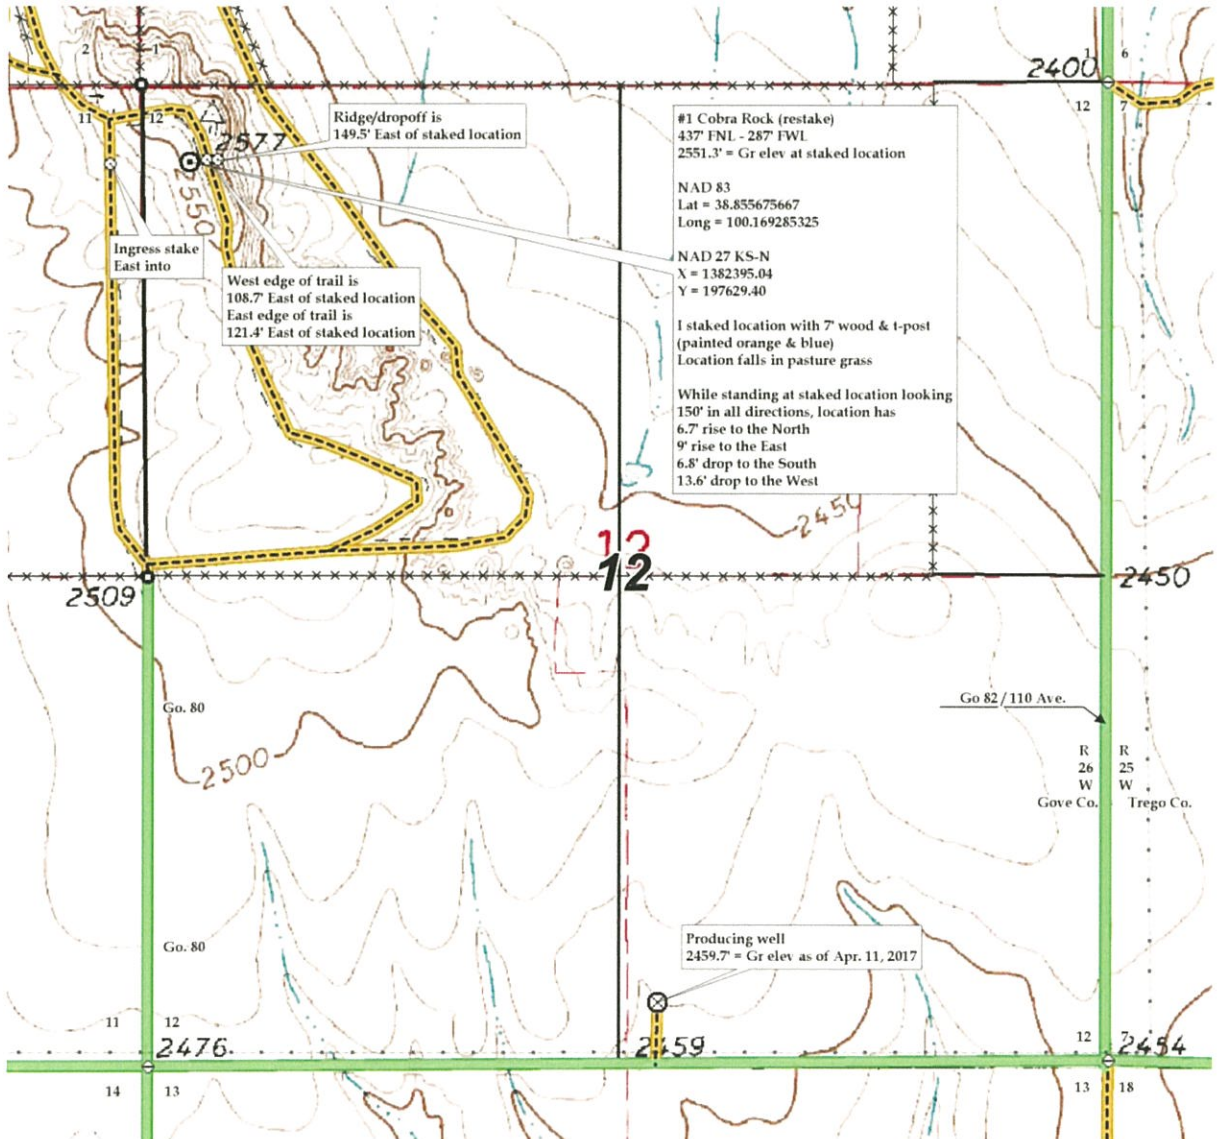 2
1
1
6
2400
11
12
12
7
2577
Ridge/dropoff is
149.5' East of staked location
#1 Cobra Rock (restake)
437' FNL - 287' FWL
2551.3' = Gr elev at staked location
NAD 83
Lat = 38.855675667
Long = 100.169285325
NAD 27 KS-N
X = 1382395.04
Y = 197629.40
I staked location with 7' wood & t-post
(painted orange & blue)
Location falls in pasture grass
While standing at staked location looking
150' in all directions, location has
6.7' rise to the North
9' rise to the East
6.8' drop to the South
13.6' drop to the West
2550
Ingress stake
East into
West edge of trail is
108.7' East of staked location
East edge of trail is
121.4' East of staked location
2450
12
12
2509
2450
Go. 80
Go 82/110 Ave.
2500
R
26
W
Gove Co.
R
25
W
Trego Co.
Go. 80
Producing well
2459.7' = Gr elev as of Apr. 11, 2017
11
12
12
7
2476
2459
2454
14
13
13
18